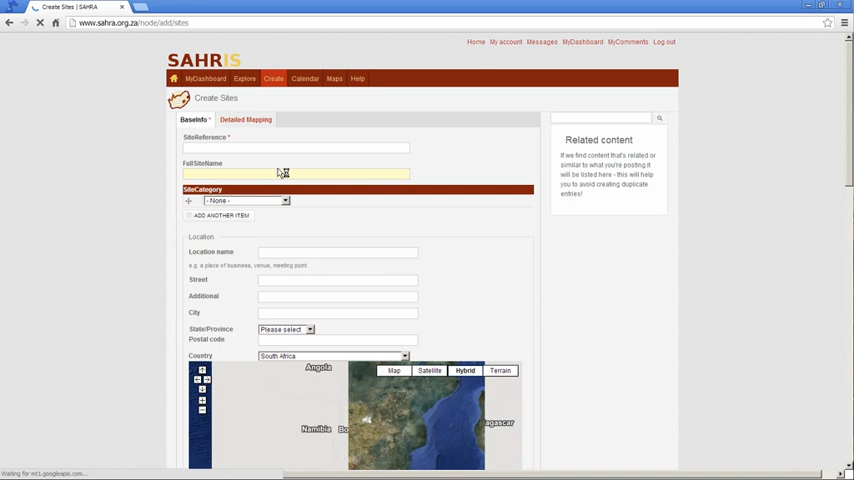 Create Sites | SAHRA
www.sahra.org.za/node/add/sites
Home My account Messages MyDashboard MyComments Log out
SAHRIS
MyDashboard Explore Create Calendar Maps Help
Create Sites
BaseInfo * Detailed Mapping
SiteReference *
FullSiteName
SiteCategory
- None -
ADD ANOTHER ITEM
Location
Location name
e.g. a place of business, venue, meeting point
Street
Additional
City
State/Province Please select
Postal code
Country South Africa
Map Satellite Hybrid Terrain
Angola
Namibia Bo
agascar
Related content
If we find content that's related or
similar to what you're posting it
will be listed here - this will help
you to avoid creating duplicate
entries!
Waiting for mt1.googleapis.com...